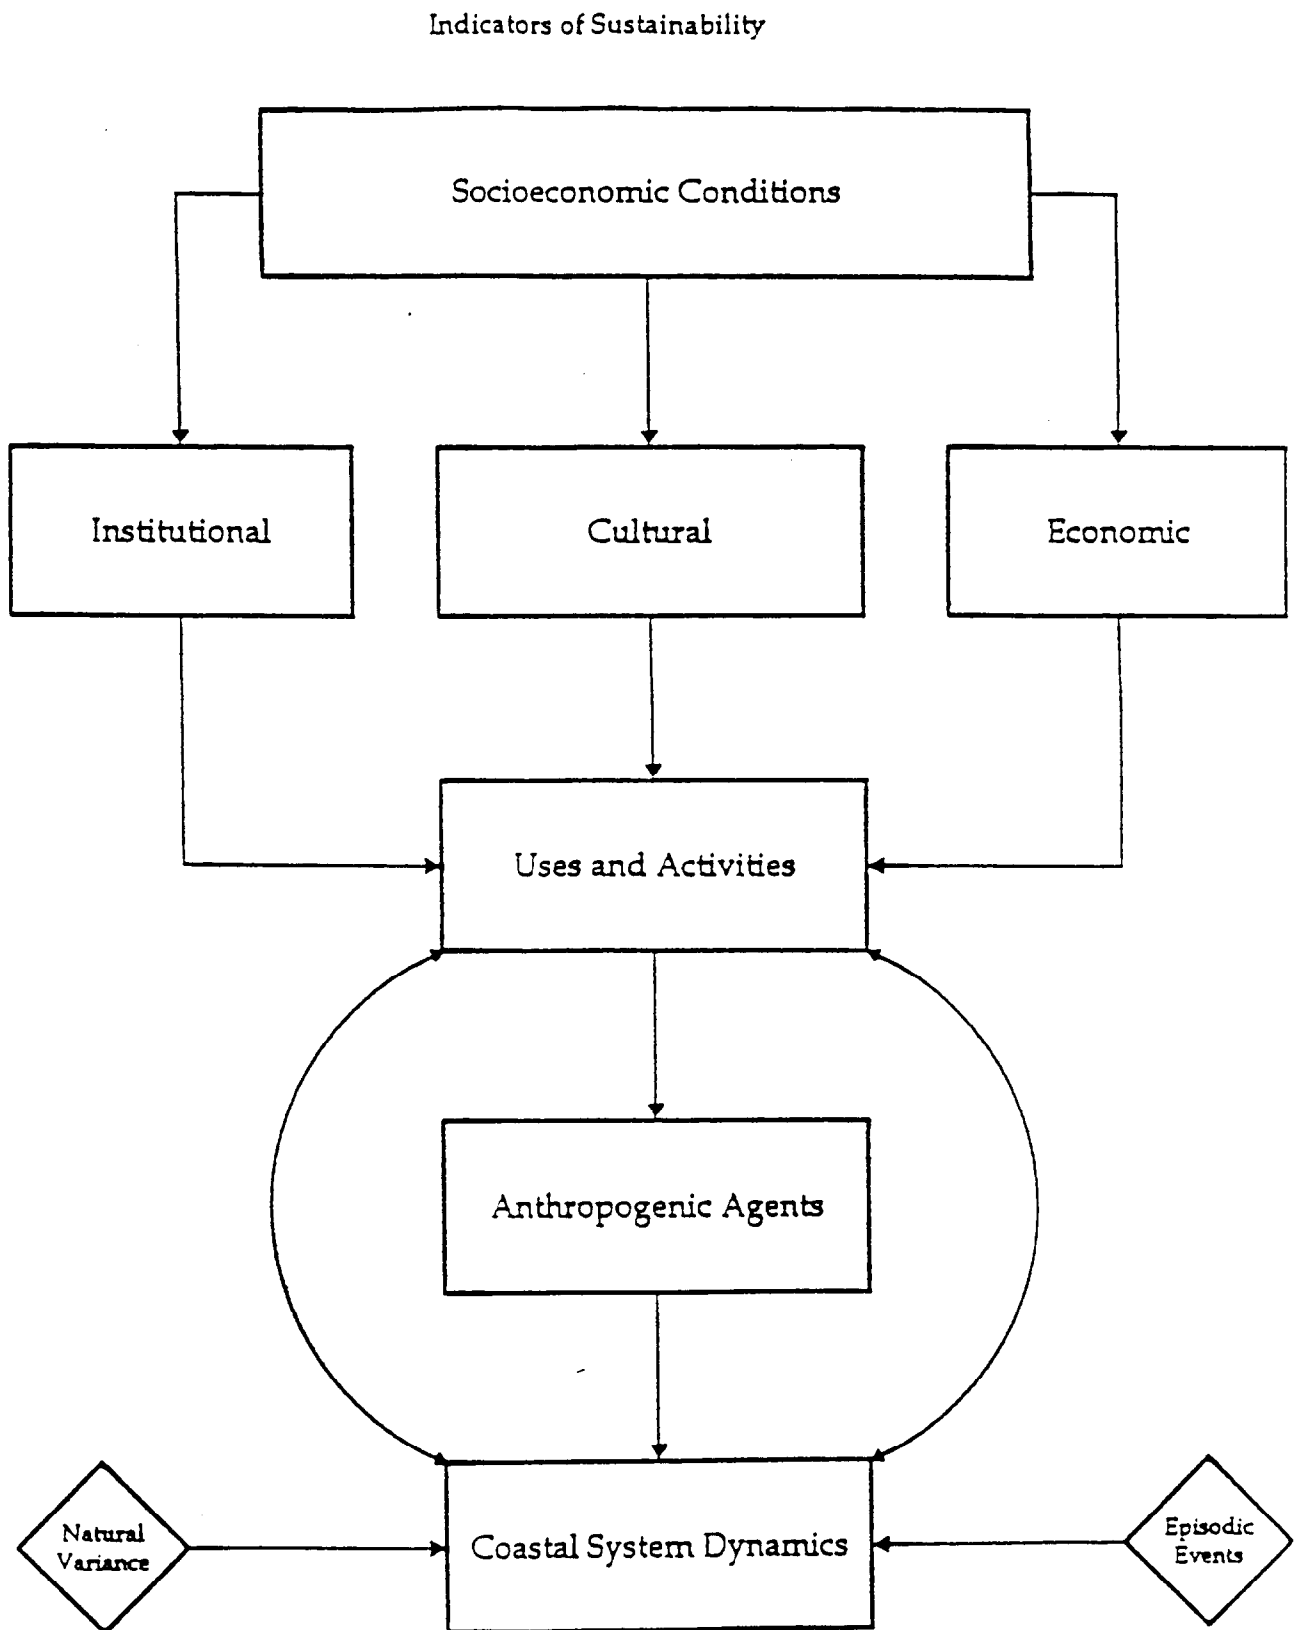 Indicators of Sustainability
Socioeconomic Conditions
Institutional
Cultural
Economic
Uses and Activities
Anthropogenic Agents
Natural
Variance
Coastal System Dynamics
Episodic
Events